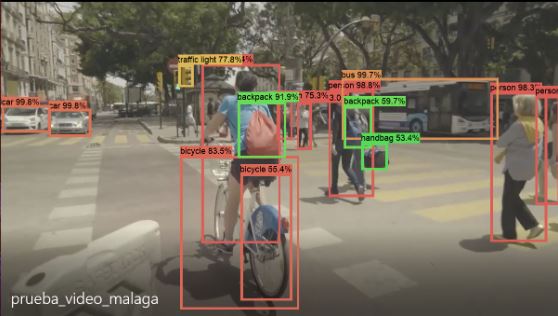 traffic light 77.8%
bus 99.7%
person 98.8%
person 98.3%
person
backpack 91.9%
75.3%
backpack 59.7%
car 99.8%
car 99.8%
handbag 53.4%
bicycle 83.5%
bicycle 55.4%
prueba_video_malaga